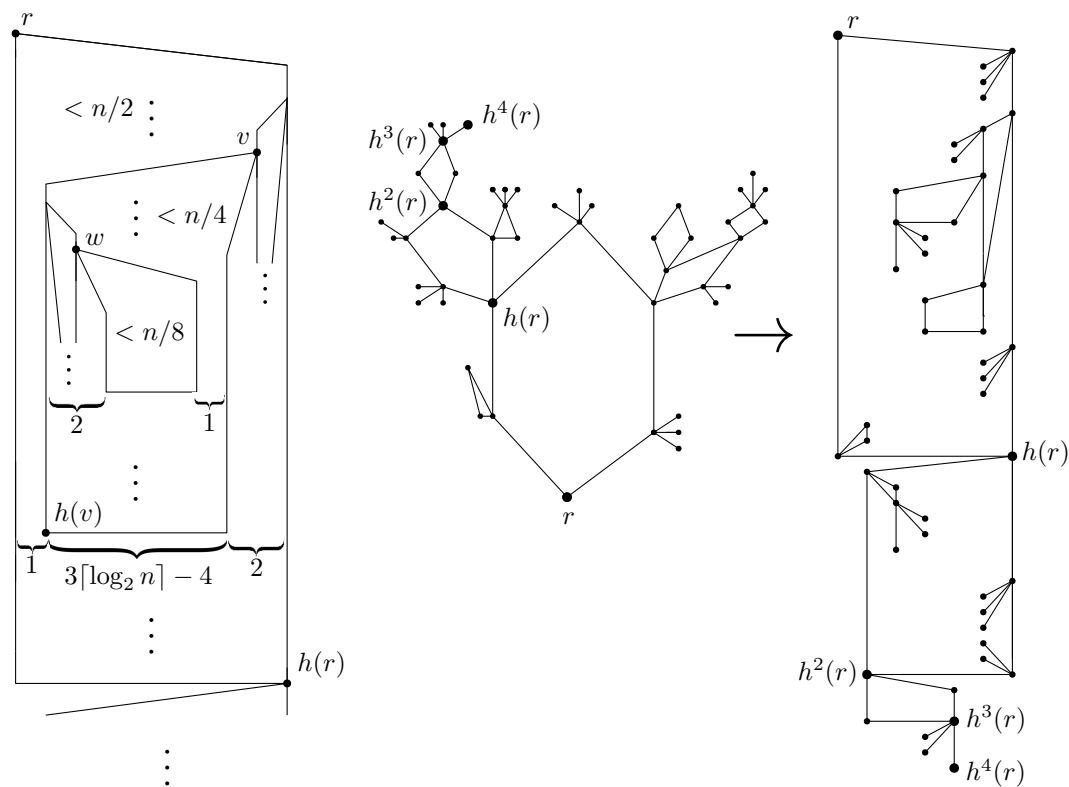 r
< n/2
v
< n/4
w
< n/8
2
1
h(v)
1
3⌈log₂ n⌉ − 4
2
h(r)
h⁴(r)
h³(r)
h²(r)
h(r)
r
r
h(r)
h²(r)
h³(r)
h⁴(r)